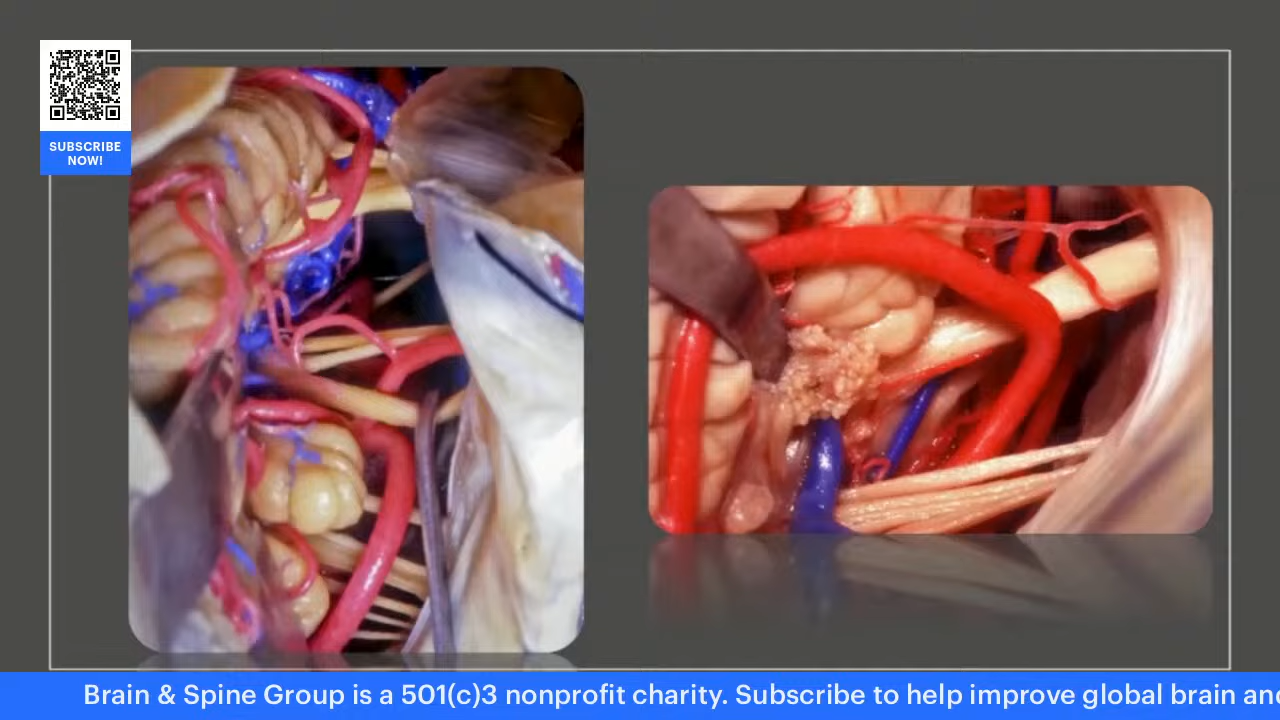 SUBSCRIBE
NOW!
Brain & Spine Group is a 501(c)3 nonprofit charity. Subscribe to help improve global brain and